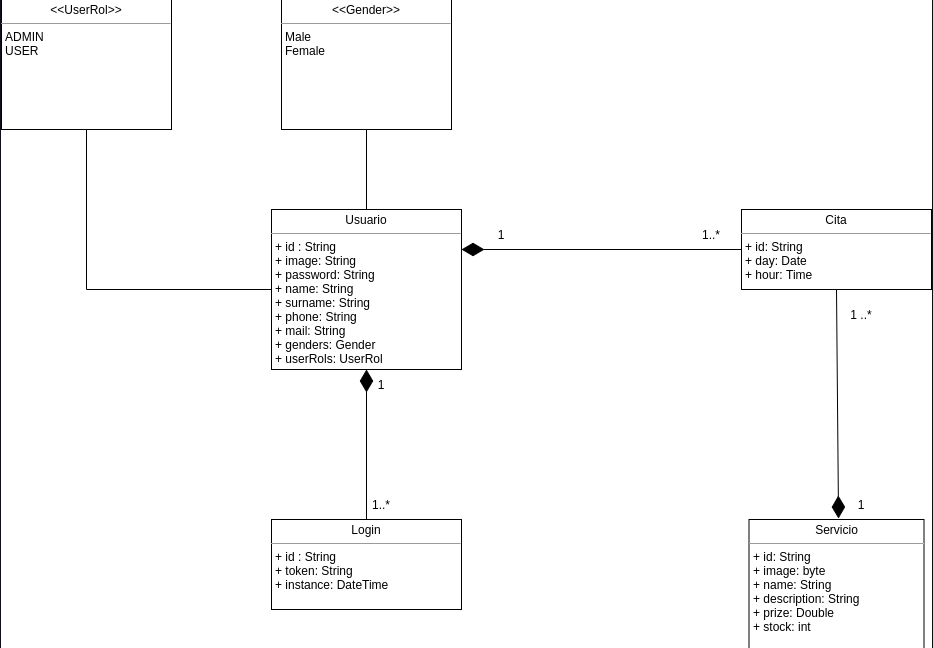 <<UserRol>>
ADMIN
USER
<<Gender>>
Male
Female
Usuario
+ id : String
+ image: String
+ password: String
+ name: String
+ surname: String
+ phone: String
+ mail: String
+ genders: Gender
+ userRols: UserRol
1
1..*
Cita
+ id: String
+ day: Date
+ hour: Time
1 ..*
1
1..*
1
Login
+ id : String
+ token: String
+ instance: DateTime
Servicio
+ id: String
+ image: byte
+ name: String
+ description: String
+ prize: Double
+ stock: int